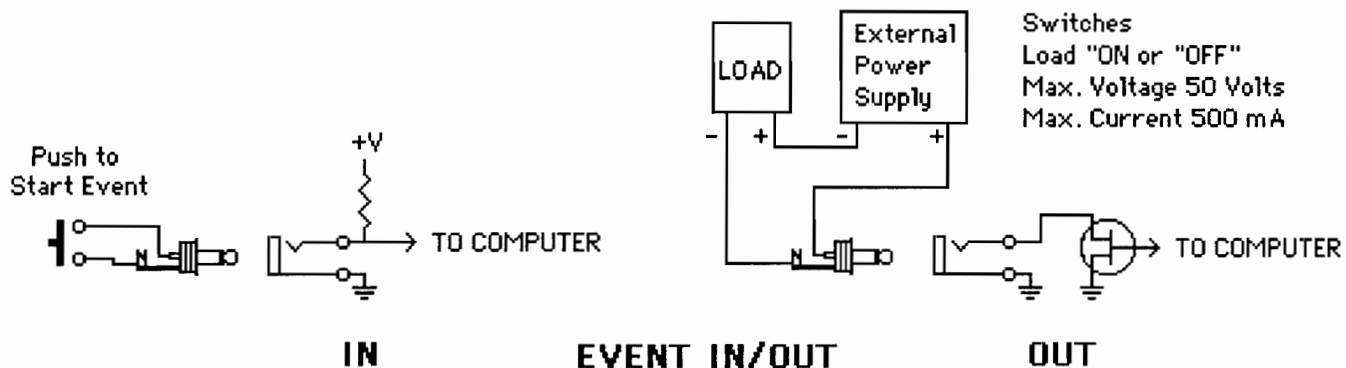 Push to
Start Event
+V
TO COMPUTER
IN
EVENT IN/OUT
LOAD
- +
External
Power
Supply
- +
Switches
Load "ON or "OFF"
Max. Voltage 50 Volts
Max. Current 500 mA
TO COMPUTER
OUT